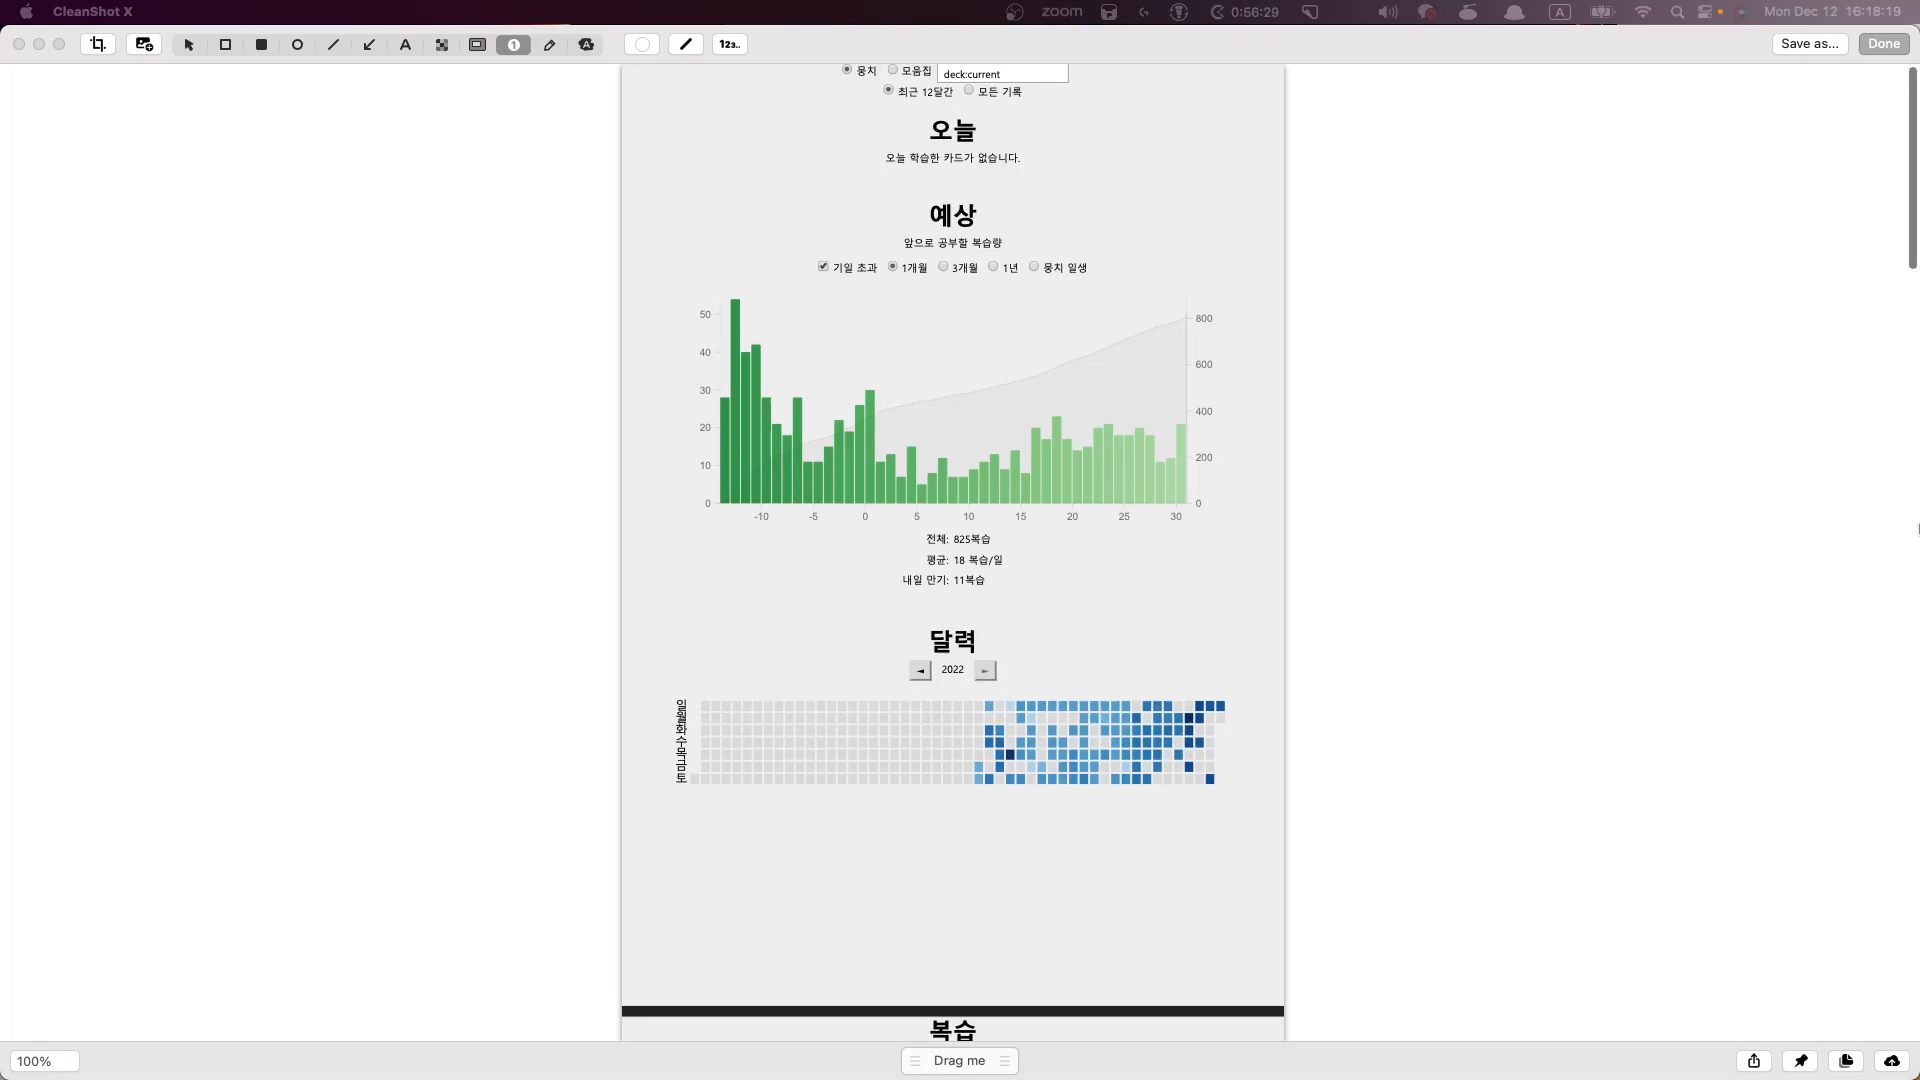 CleanShot X
zoom
0:56:29
A
Mon Dec 12 16:18:19
A
1
123..
Save as...
Done
뭉치
모음집
deck:current
최근 12달간
모든 기록
오늘
오늘 학습한 카드가 없습니다.
예상
앞으로 공부할 복습량
기일 초과
1개월
3개월
1년
뭉치 일생
50
40
30
20
10
0
800
600
400
200
0
-10
-5
0
5
10
15
20
25
30
전체: 825복습
평균: 18 복습/일
내일 만기: 11복습
달력
2022
일
월
화
수
목
금
토
복습
100%
Drag me